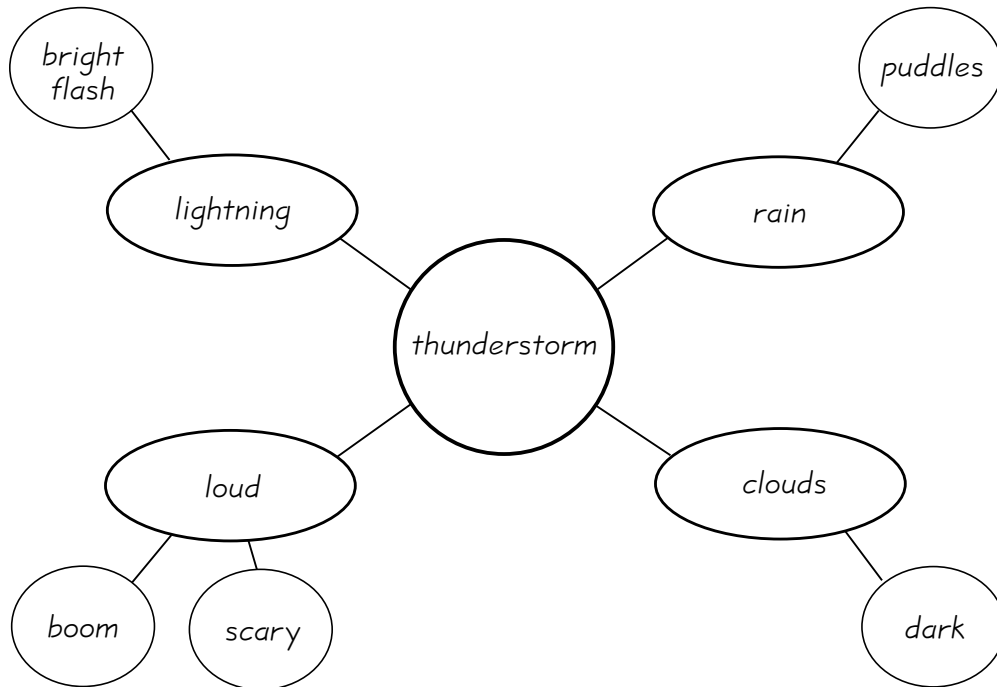 bright
flash
puddles
lightning
rain
thunderstorm
loud
clouds
boom
scary
dark